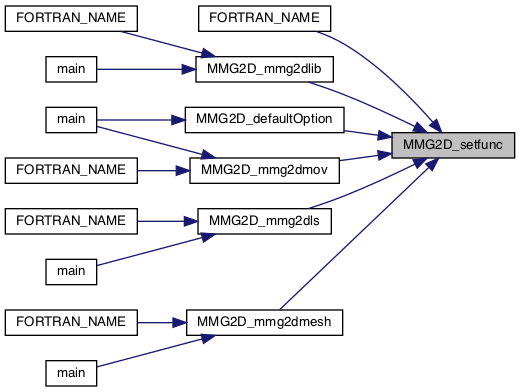 FORTRAN_NAME
FORTRAN_NAME
main
MMG2D_mmg2dlib
main
MMG2D_defaultOption
MMG2D_setfunc
FORTRAN_NAME
MMG2D_mmg2dmov
FORTRAN_NAME
MMG2D_mmg2dls
main
FORTRAN_NAME
MMG2D_mmg2dmesh
main